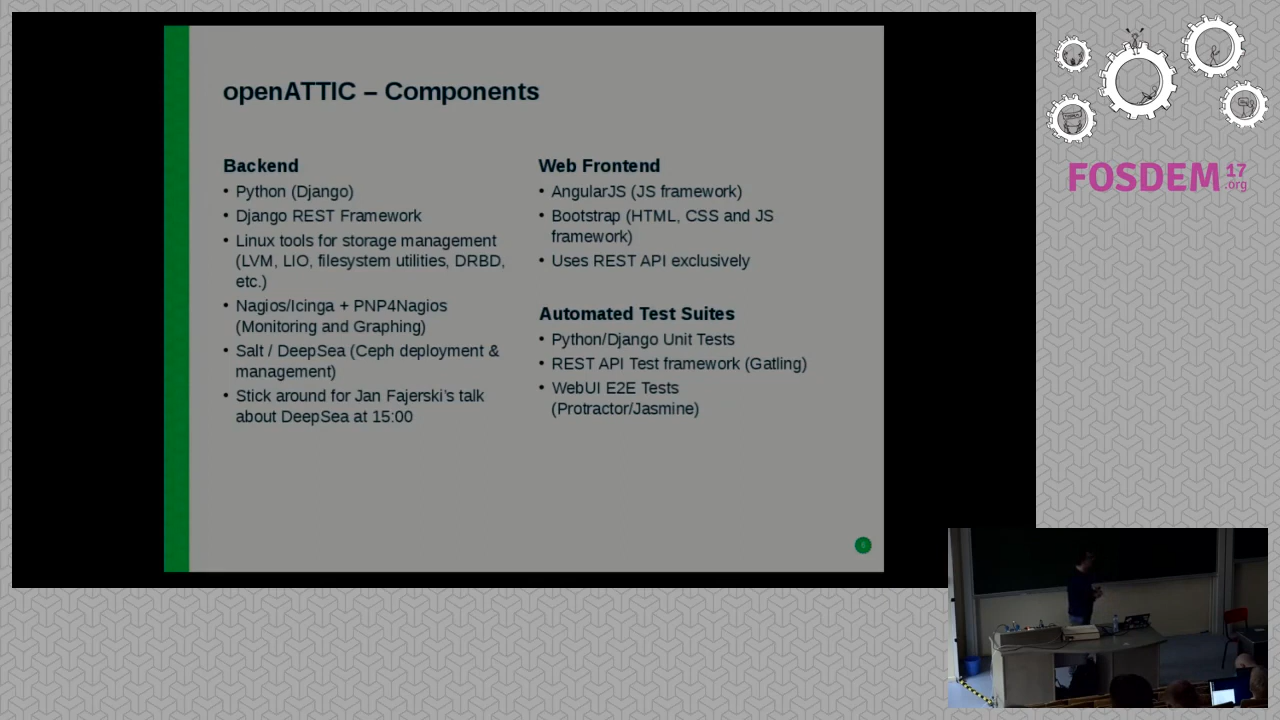 openATTIC – Components
Backend
• Python (Django)
• Django REST Framework
• Linux tools for storage management
(LVM, LIO, filesystem utilities, DRBD,
etc.)
• Nagios/Icinga + PNP4Nagios
(Monitoring and Graphing)
• Salt / DeepSea (Ceph deployment &
management)
• Stick around for Jan Fajerski's talk
about DeepSea at 15:00
Web Frontend
• AngularJS (JS framework)
• Bootstrap (HTML, CSS and JS
framework)
• Uses REST API exclusively
Automated Test Suites
• Python/Django Unit Tests
• REST API Test framework (Gatling)
• WebUI E2E Tests
(Protractor/Jasmine)
FOSDEM 17
.org